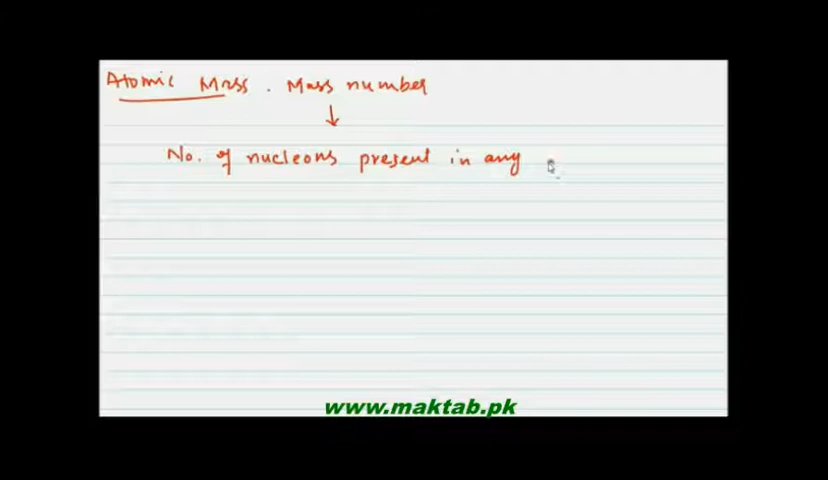 Atomic Mass . Mass number
No. of nucleons present in any
www.maktab.pk